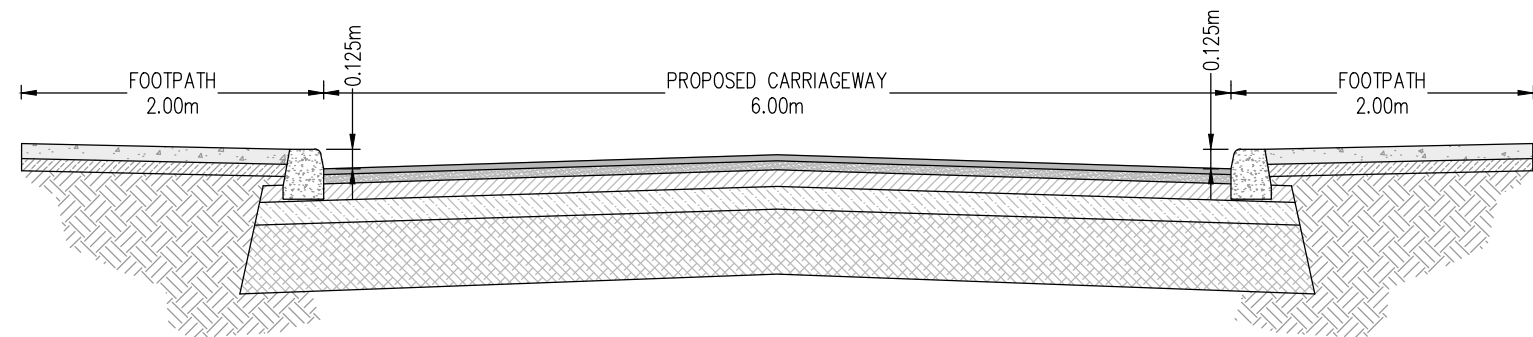 0.125m
0.125m
FOOTPATH
2.00m
PROPOSED CARRIAGEWAY
6.00m
FOOTPATH
2.00m